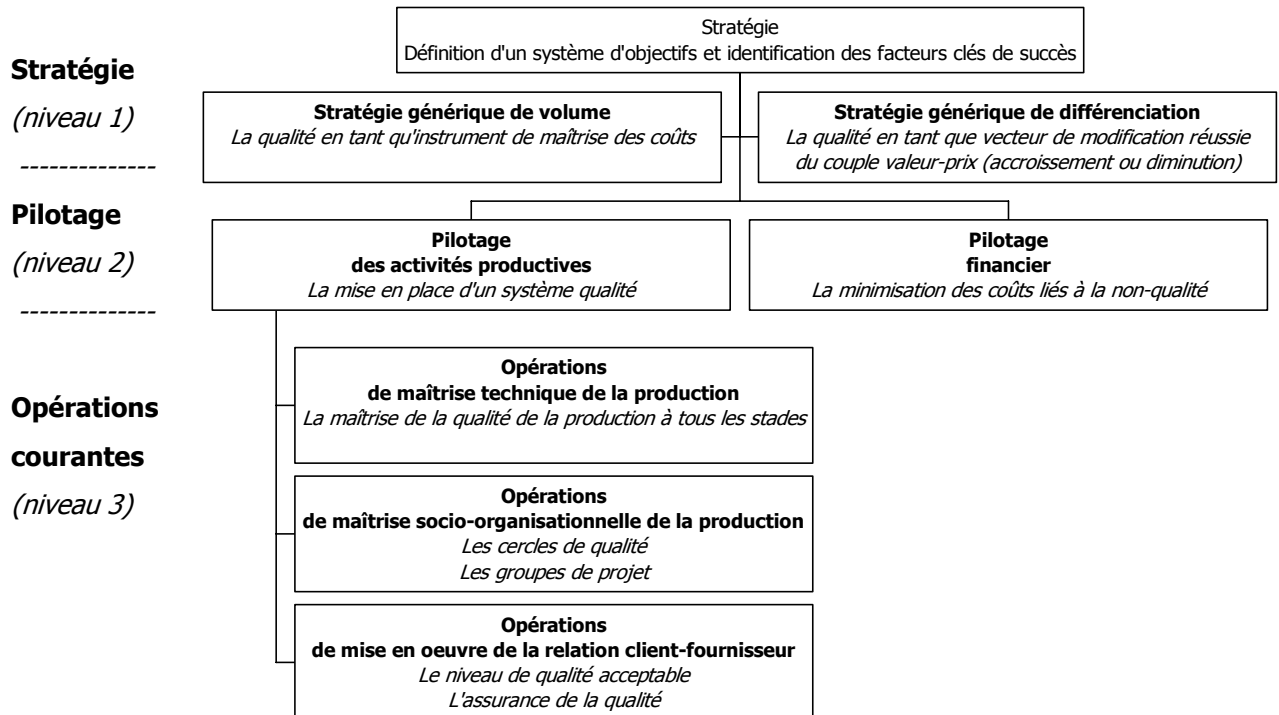 Stratégie
Définition d'un système d'objectifs et identification des facteurs clés de succès
Stratégie
(niveau 1)
--------------
Stratégie générique de volume
La qualité en tant qu'instrument de maîtrise des coûts
Stratégie générique de différenciation
La qualité en tant que vecteur de modification réussie
du couple valeur-prix (accroissement ou diminution)
Pilotage
(niveau 2)
--------------
Pilotage
des activités productives
La mise en place d'un système qualité
Pilotage
financier
La minimisation des coûts liés à la non-qualité
Opérations
courantes
(niveau 3)
Opérations
de maîtrise technique de la production
La maîtrise de la qualité de la production à tous les stades
Opérations
de maîtrise socio-organisationnelle de la production
Les cercles de qualité
Les groupes de projet
Opérations
de mise en oeuvre de la relation client-fournisseur
Le niveau de qualité acceptable
L'assurance de la qualité